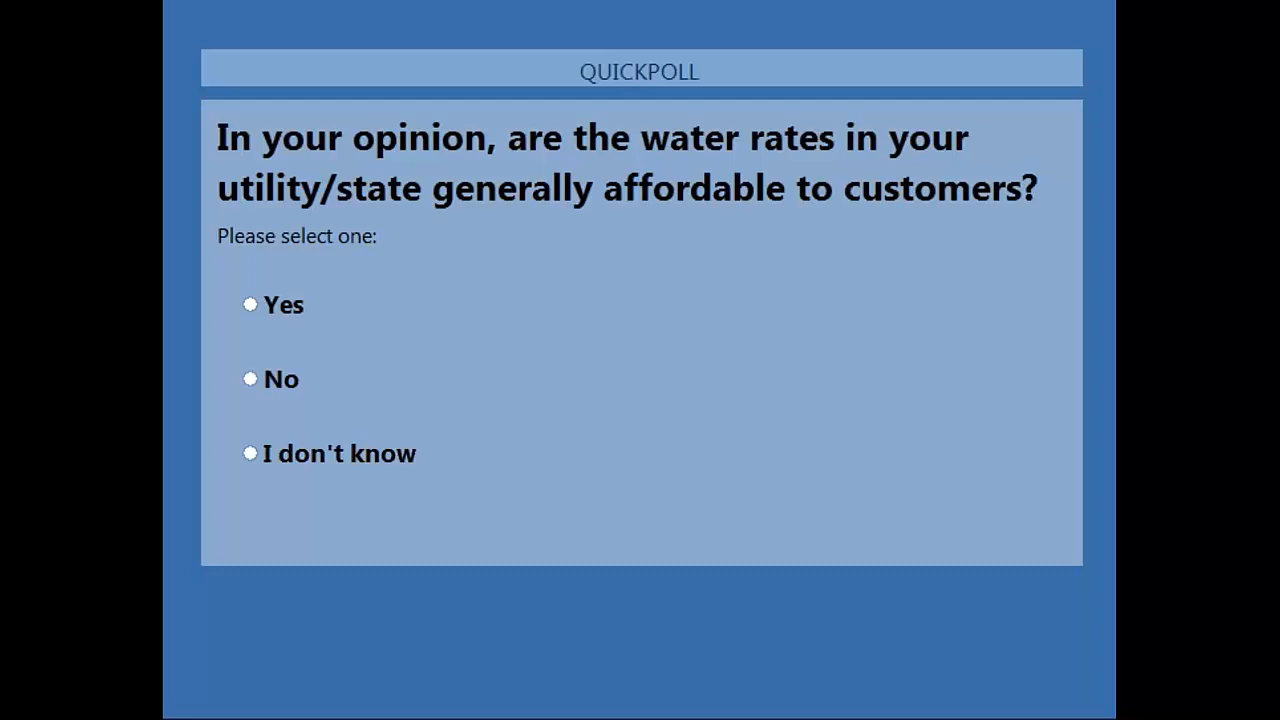 QUICKPOLL
In your opinion, are the water rates in your
utility/state generally affordable to customers?
Please select one:
Yes
No
I don't know